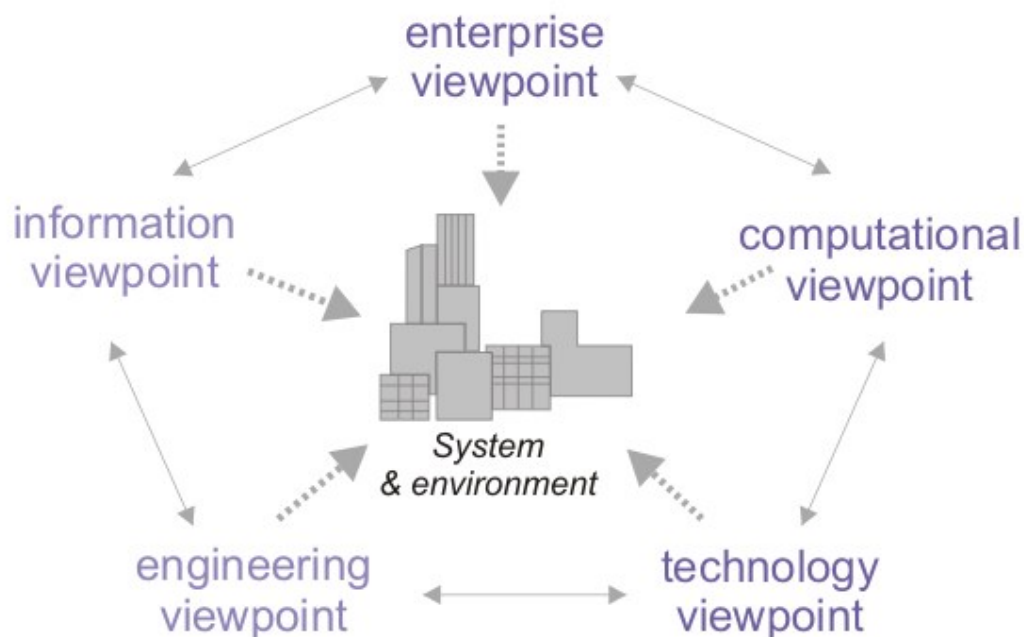 enterprise
viewpoint
information
viewpoint
computational
viewpoint
System
& environment
engineering
viewpoint
technology
viewpoint